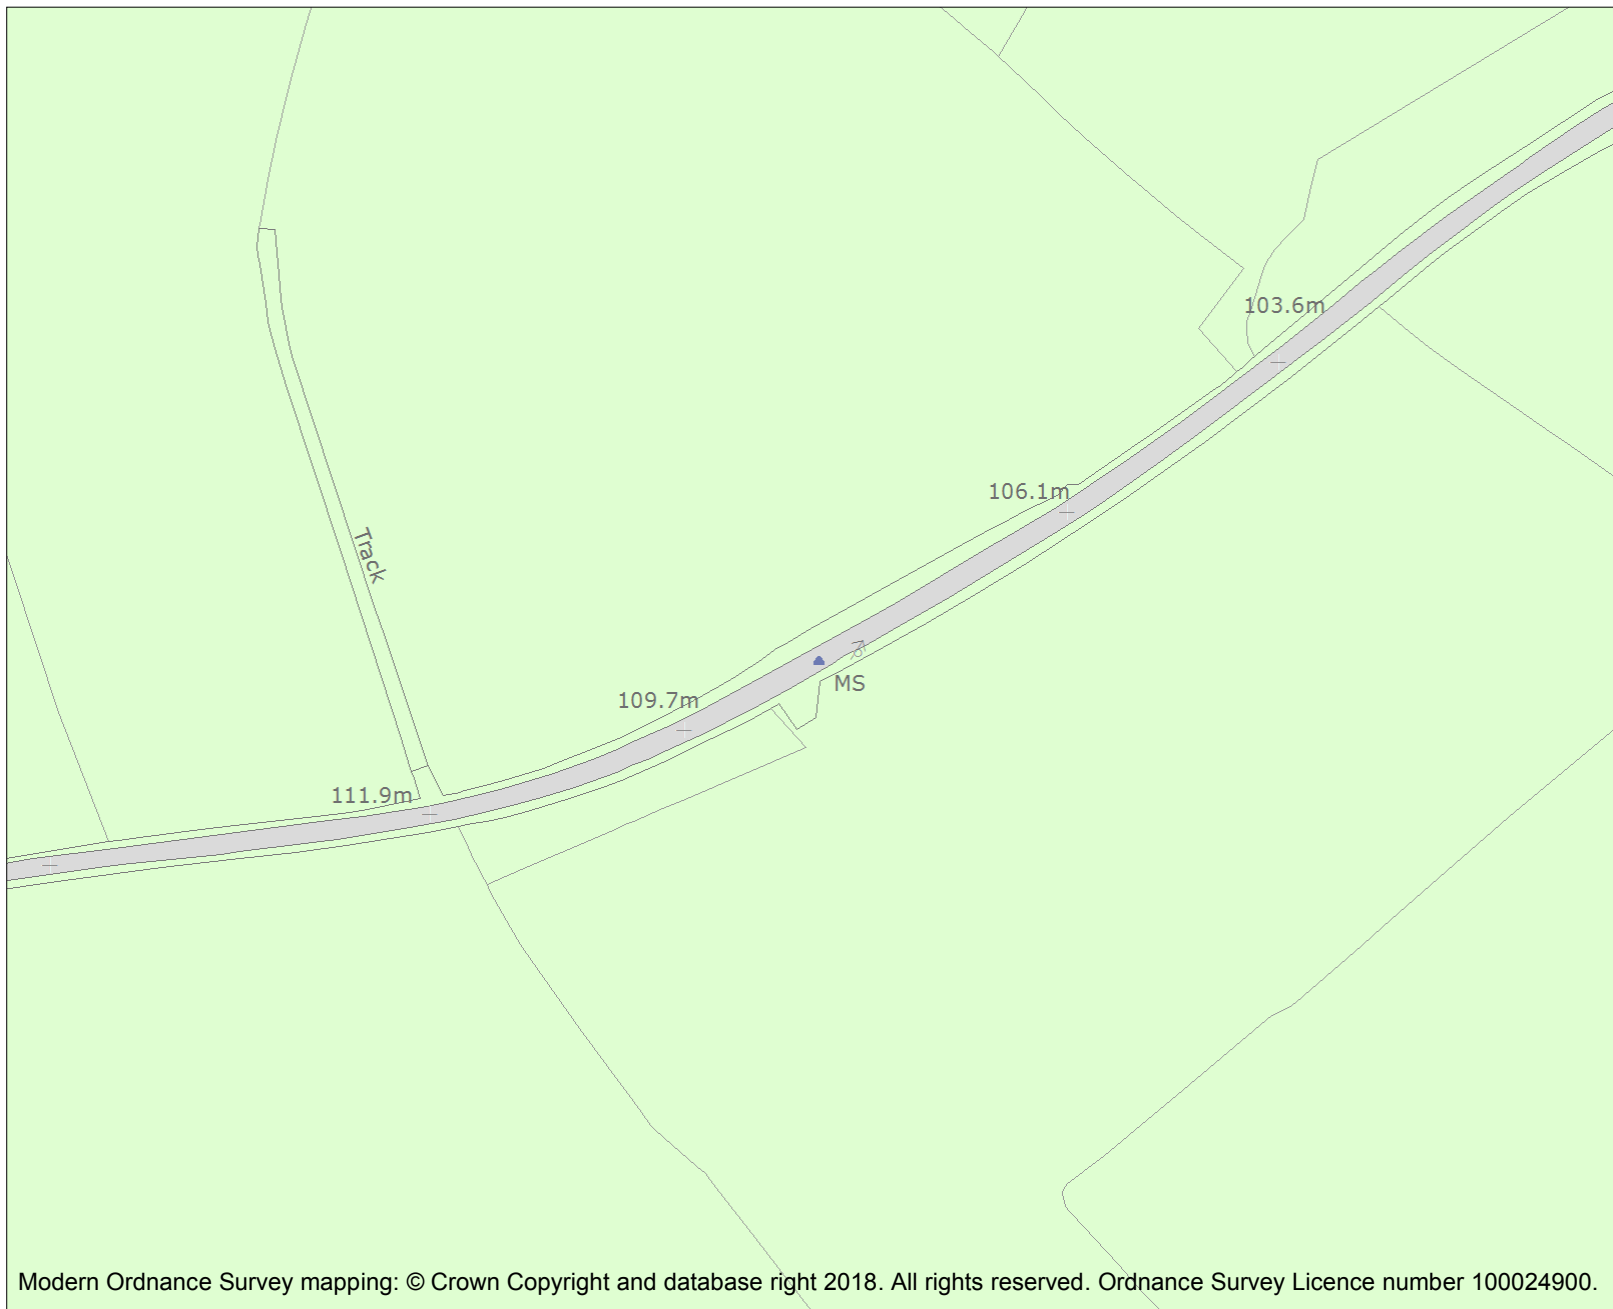 103.6m
106.1m
Track
MS
109.7m
111.9m
Modern Ordnance Survey mapping: © Crown Copyright and database right 2018. All rights reserved. Ordnance Survey Licence number 100024900.